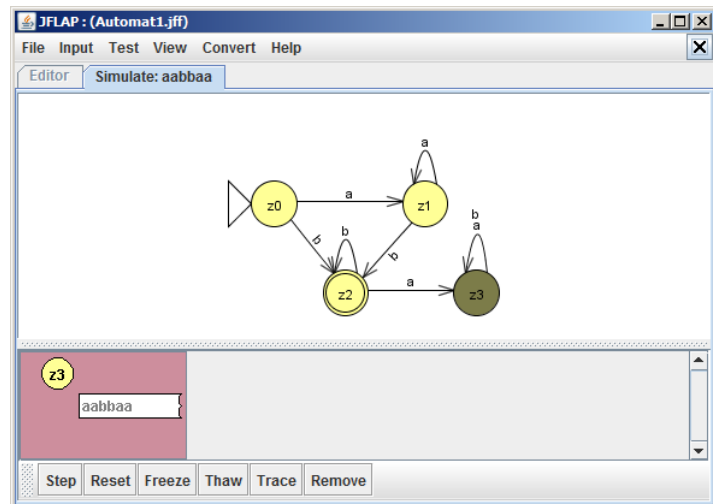 JFLAP : (Automat1.jff)
File Input Test View Convert Help
Editor Simulate: aabbaa
a
z0 a z1
b b b b
a
z2 a z3
z3
aabbaa
Step Reset Freeze Thaw Trace Remove